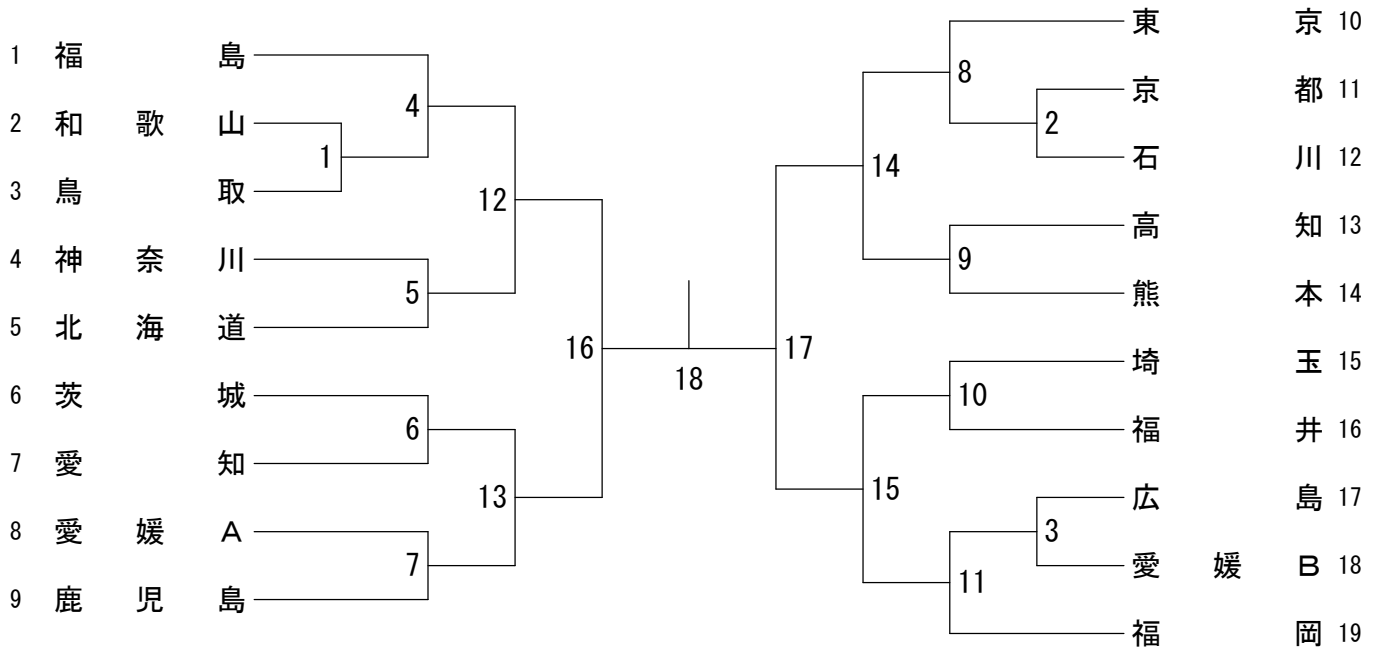 1 福島
2 和歌山
3 鳥取
4 神奈川
5 北海道
6 茨城
7 愛知
8 愛媛A
9 鹿児島
1
4
5
6
7
12
13
16
18
17
14
15
8
2
9
10
3
11
東京 10
京都 11
石川 12
高知 13
熊本 14
埼玉 15
福井 16
広島 17
愛媛B 18
福岡 19